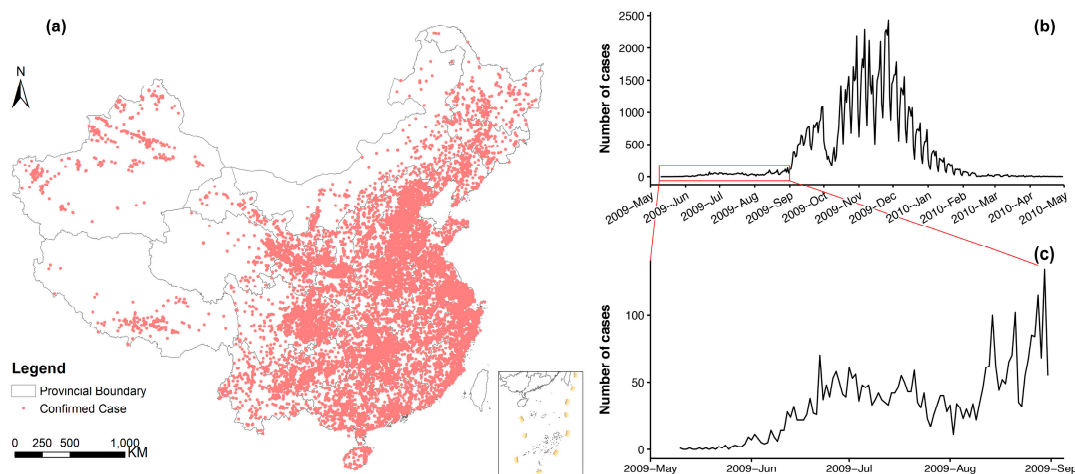 (a)
N
Legend
Provincial Boundary
Confirmed Case
0 250 500 1,000
KM
(b)
Number of cases
2500
2000
1500
1000
500
0
2009−May
2009−Jun
2009−Jul
2009−Aug
2009−Sep
2009−Oct
2009−Nov
2009−Dec
2010−Jan
2010−Feb
2010−Mar
2010−Apr
2010−May
(c)
Number of cases
100
50
0
2009−May
2009−Jun
2009−Jul
2009−Aug
2009−Sep